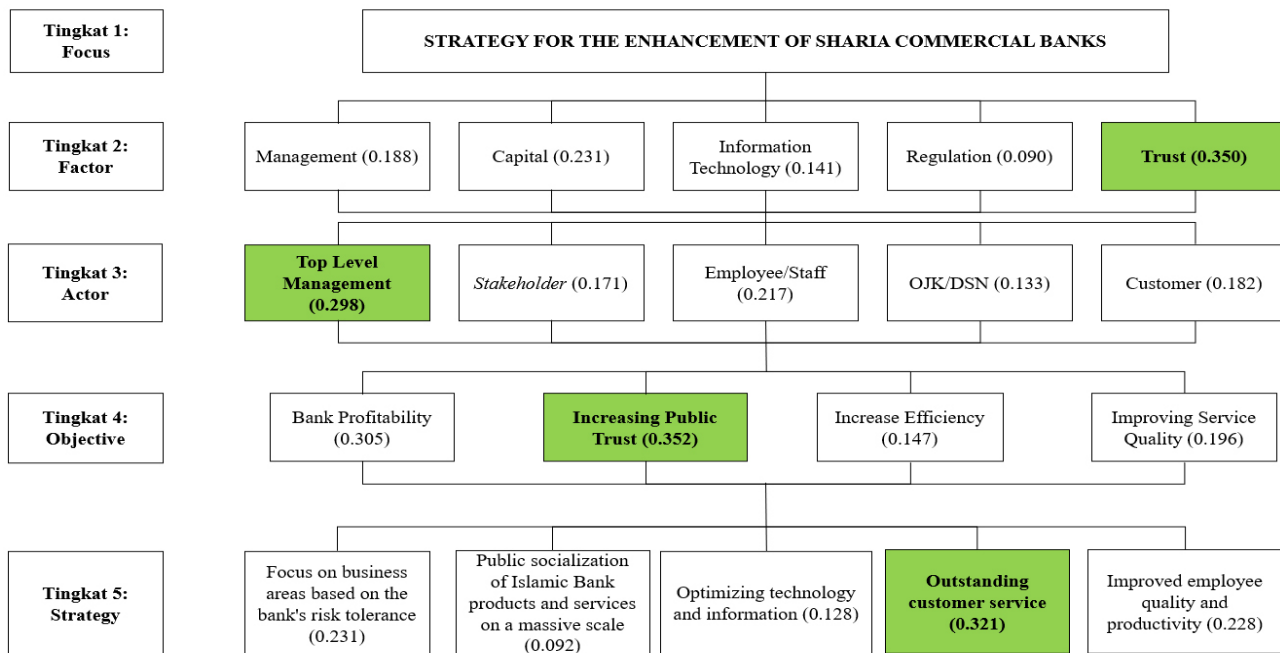 Tingkat 1:
Focus
STRATEGY FOR THE ENHANCEMENT OF SHARIA COMMERCIAL BANKS
Tingkat 2:
Factor
Management (0.188)
Capital (0.231)
Information
Technology (0.141)
Regulation (0.090)
Trust (0.350)
Tingkat 3:
Actor
Top Level
Management
(0.298)
Stakeholder (0.171)
Employee/Staff
(0.217)
OJK/DSN (0.133)
Customer (0.182)
Tingkat 4:
Objective
Bank Profitability
(0.305)
Increasing Public
Trust (0.352)
Increase Efficiency
(0.147)
Improving Service
Quality (0.196)
Tingkat 5:
Strategy
Focus on business
areas based on the
bank's risk tolerance
(0.231)
Public socialization
of Islamic Bank
products and services
on a massive scale
(0.092)
Optimizing technology
and information (0.128)
Outstanding
customer service
(0.321)
Improved employee
quality and
productivity (0.228)